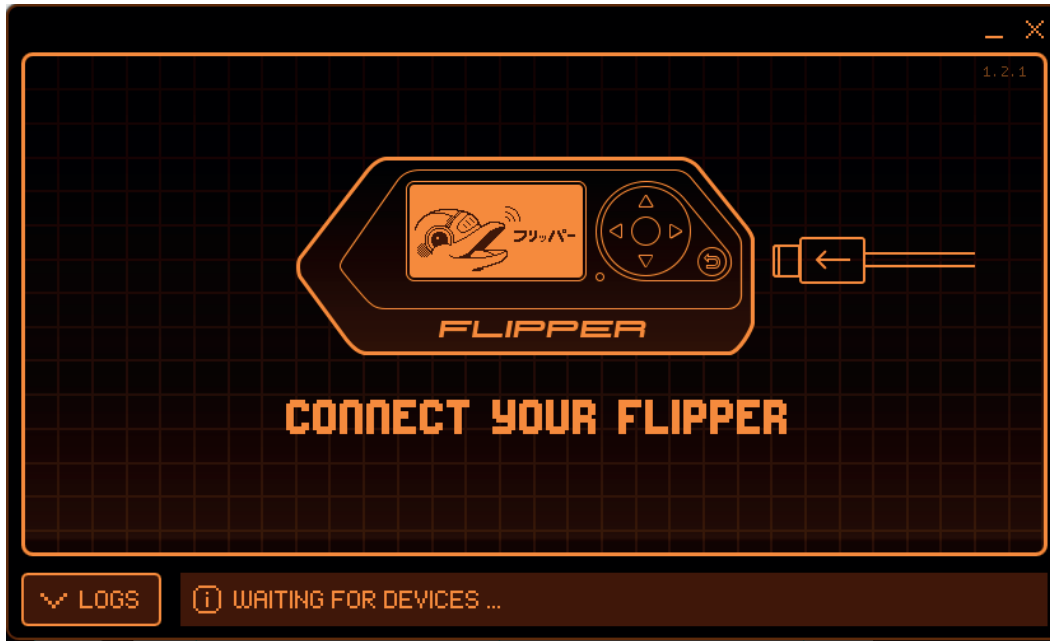 1.2.1
フリッパー
FLIPPER
CONNECT YOUR FLIPPER
LOGS
WAITING FOR DEVICES ...